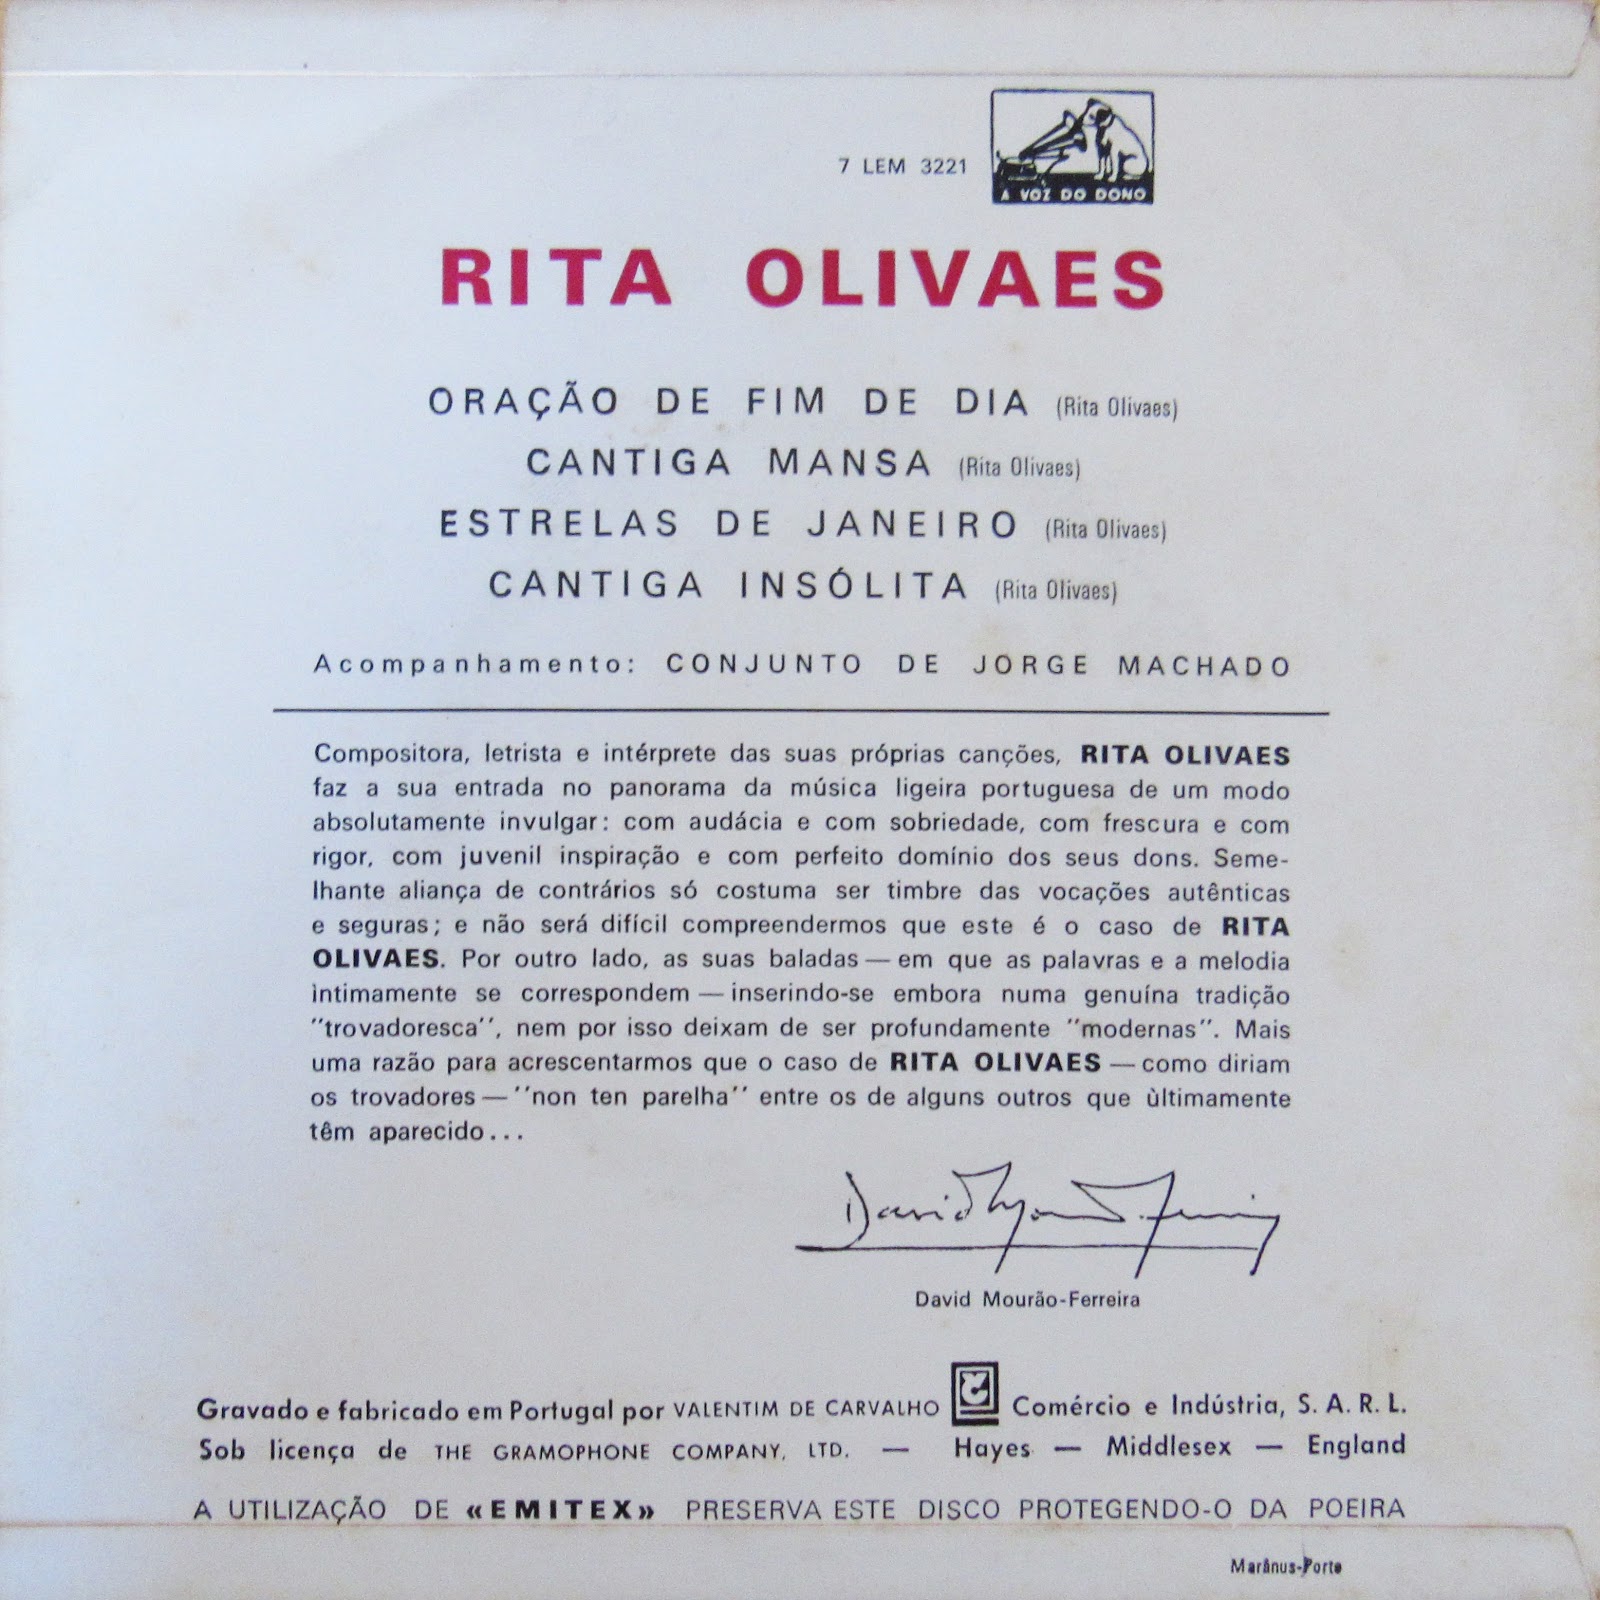 7 LEM 3221
A VOZ DO DONO
RITA OLIVAES
ORAÇÃO DE FIM DE DIA (Rita Olivaes)
CANTIGA MANSA (Rita Olivaes)
ESTRELAS DE JANEIRO (Rita Olivaes)
CANTIGA INSÓLITA (Rita Olivaes)
Acompanhamento: CONJUNTO DE JORGE MACHADO
Compositora, letrista e intérprete das suas próprias canções, RITA OLIVAES
faz a sua entrada no panorama da música ligeira portuguesa de um modo
absolutamente invulgar: com audácia e com sobriedade, com frescura e com
rigor, com juvenil inspiração e com perfeito domínio dos seus dons. Seme-
lhante aliança de contrários só costuma ser timbre das vocações autênticas
e seguras; e não será difícil compreendermos que este é o caso de RITA
OLIVAES. Por outro lado, as suas baladas — em que as palavras e a melodia
intimamente se correspondem — inserindo-se embora numa genuína tradição
''trovadoresca'', nem por isso deixam de ser profundamente ''modernas''. Mais
uma razão para acrescentarmos que o caso de RITA OLIVAES — como diriam
os trovadores — ''non ten parelha'' entre os de alguns outros que ùltimamente
têm aparecido...
David Mourão-Ferreira
David Mourão-Ferreira
Gravado e fabricado em Portugal por VALENTIM DE CARVALHO Comércio e Indústria, S. A. R. L.
Sob licença de THE GRAMOPHONE COMPANY, LTD. — Hayes — Middlesex — England
A UTILIZAÇÃO DE «EMITEX» PRESERVA ESTE DISCO PROTEGENDO-O DA POEIRA
Marânus-Porto